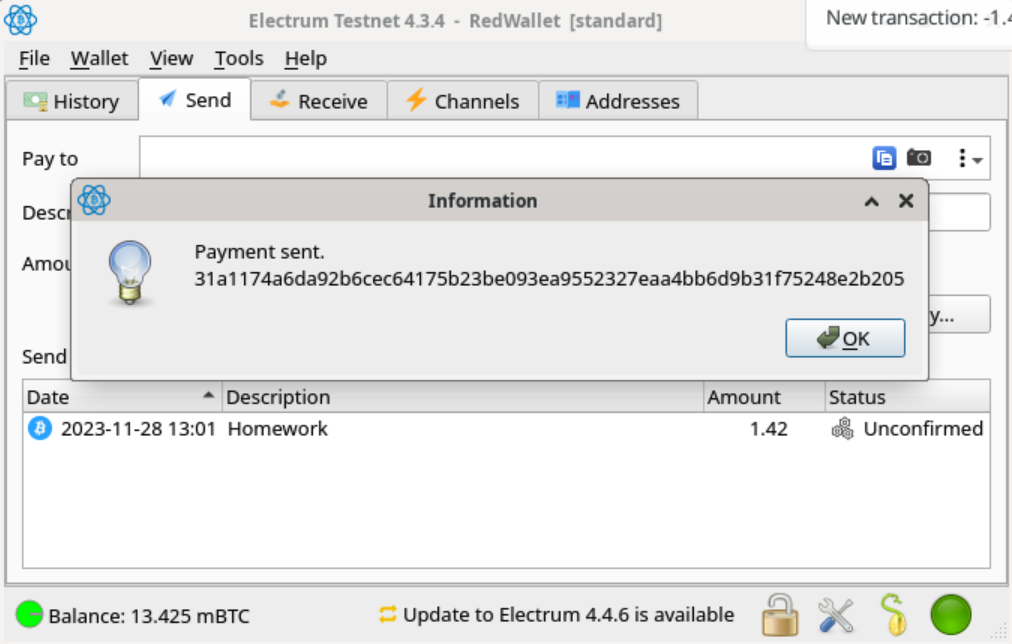 Electrum Testnet 4.3.4 - RedWallet [standard]
New transaction: -1.4
File Wallet View Tools Help
History Send Receive Channels Addresses
Pay to
Information
Descr
Payment sent.
Amou
31a1174a6da92b6cec64175b23be093ea9552327eaa4bb6d9b31f75248e2b205
y...
OK
Send
Date Description Amount Status
2023-11-28 13:01 Homework 1.42 Unconfirmed
Balance: 13.425 mBTC Update to Electrum 4.4.6 is available